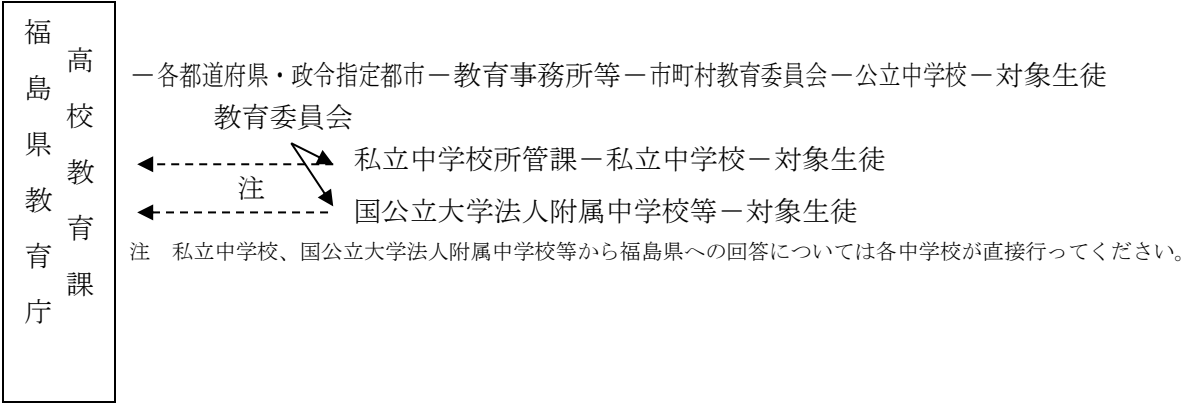 福島県教育庁
高校教育課
－各都道府県・政令指定都市－教育事務所等－市町村教育委員会－公立中学校－対象生徒
教育委員会
私立中学校所管課－私立中学校－対象生徒
注
国公立大学法人附属中学校等－対象生徒
注　私立中学校、国公立大学法人附属中学校等から福島県への回答については各中学校が直接行ってください。